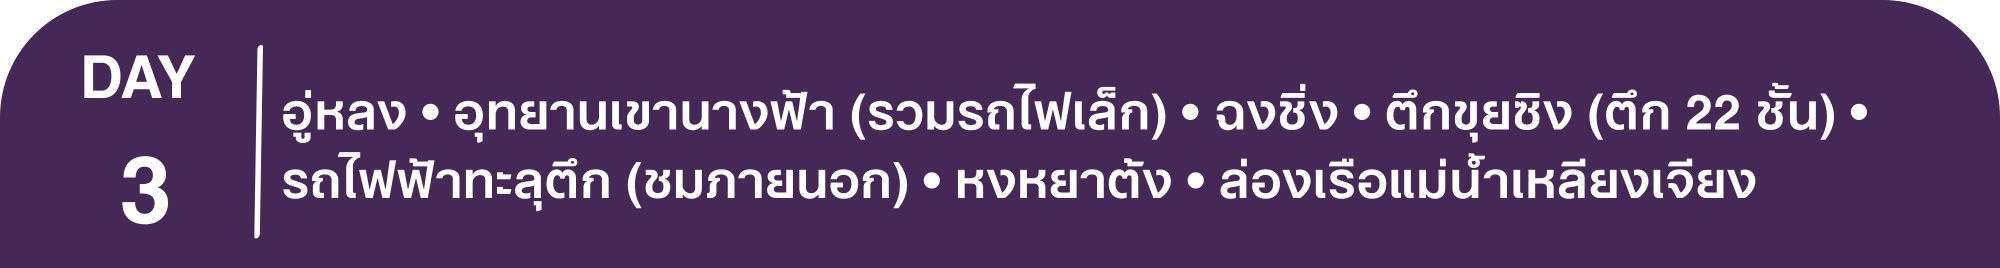 DAY
3
อู่หลง • อุทยานเขานางฟ้า (รวมรถไฟเล็ก) • ฉงชิ่ง • ตึกขุยซิง (ตึก 22 ชั้น) •
รถไฟฟ้าทะลุตึก (ชมภายนอก) • หงหยาต้ง • ล่องเรือแม่น้ำเหลียงเจียง